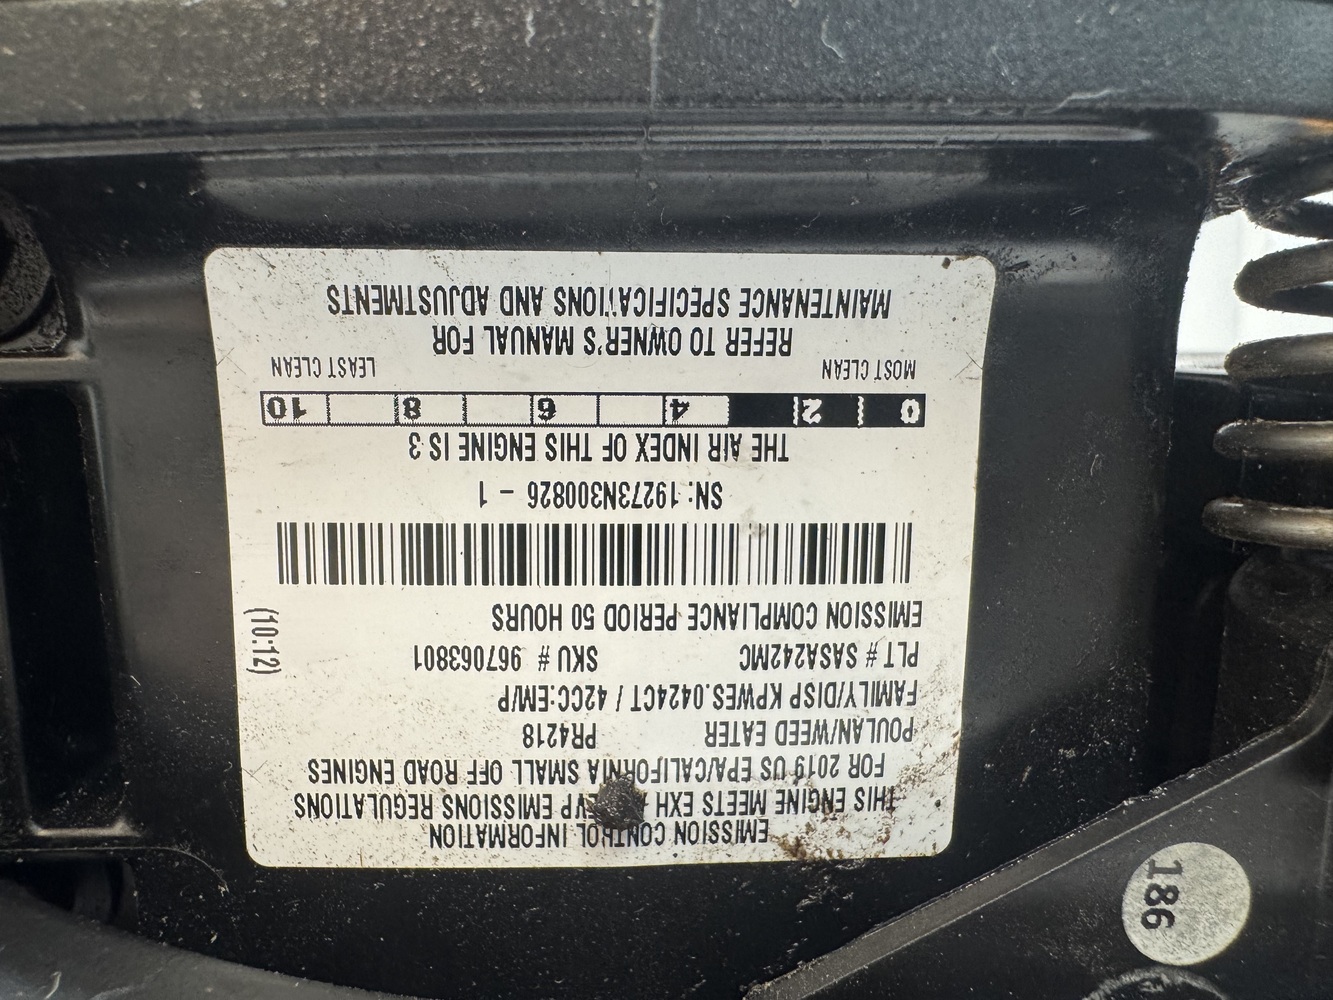 EMISSION CONTROL INFORMATION
THIS ENGINE MEETS EXH EMISSIONS REGULATIONS
FOR 2019 US EPA/CALIFORNIA SMALL OFF ROAD ENGINES
POULAN/WEED EATER PR4218
FAMILY/DISP KPWES.0424CT / 42CC:EM/P
PLT # SASA242MC SKU # 967063801
EMISSION COMPLIANCE PERIOD 50 HOURS
(10:12)
SN: 19273N300826 - 1
THE AIR INDEX OF THIS ENGINE IS 3
0 2 4 6 8 10
MOST CLEAN LEAST CLEAN
REFER TO OWNER'S MANUAL FOR
MAINTENANCE SPECIFICATIONS AND ADJUSTMENTS
186